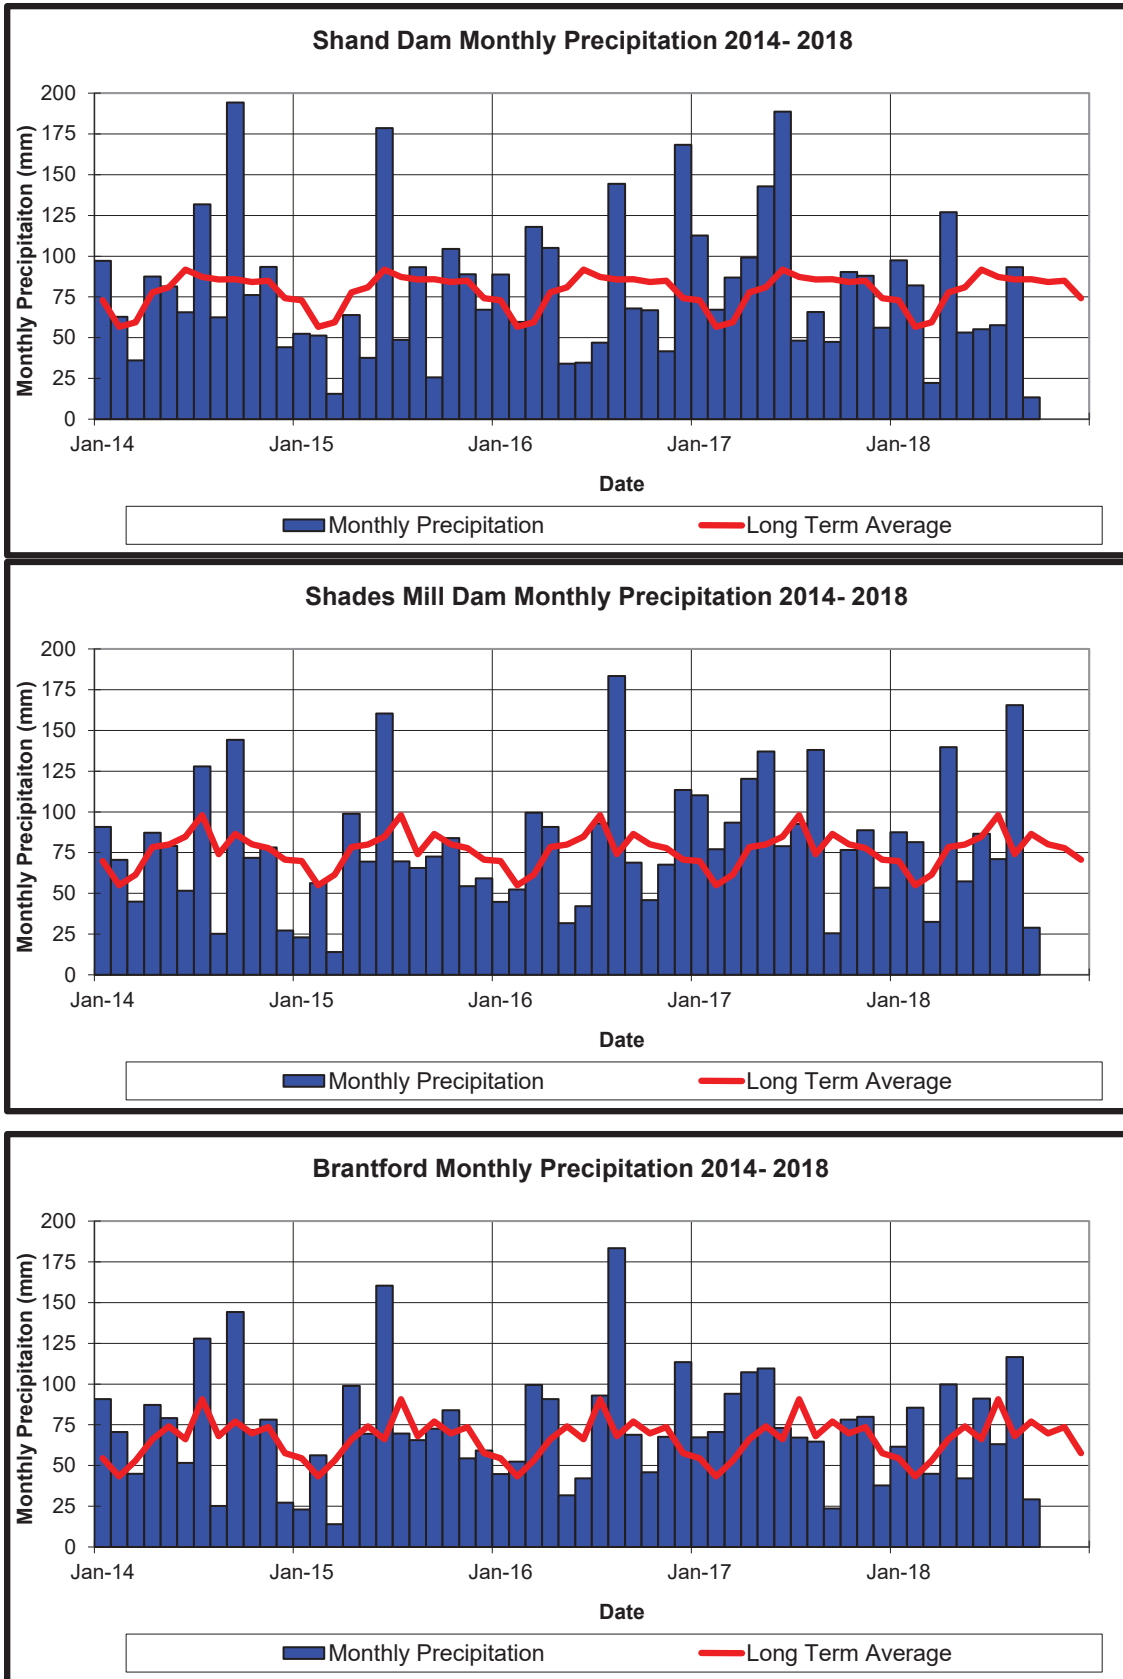 Shand Dam Monthly Precipitation 2014- 2018
Monthly Precipitaiton (mm)
200
175
150
125
100
75
50
25
0
Jan-14 Jan-15 Jan-16 Jan-17 Jan-18
Date
Monthly Precipitation Long Term Average
Shades Mill Dam Monthly Precipitation 2014- 2018
Monthly Precipitaiton (mm)
200
175
150
125
100
75
50
25
0
Jan-14 Jan-15 Jan-16 Jan-17 Jan-18
Date
Monthly Precipitation Long Term Average
Brantford Monthly Precipitation 2014- 2018
Monthly Precipitaiton (mm)
200
175
150
125
100
75
50
25
0
Jan-14 Jan-15 Jan-16 Jan-17 Jan-18
Date
Monthly Precipitation Long Term Average